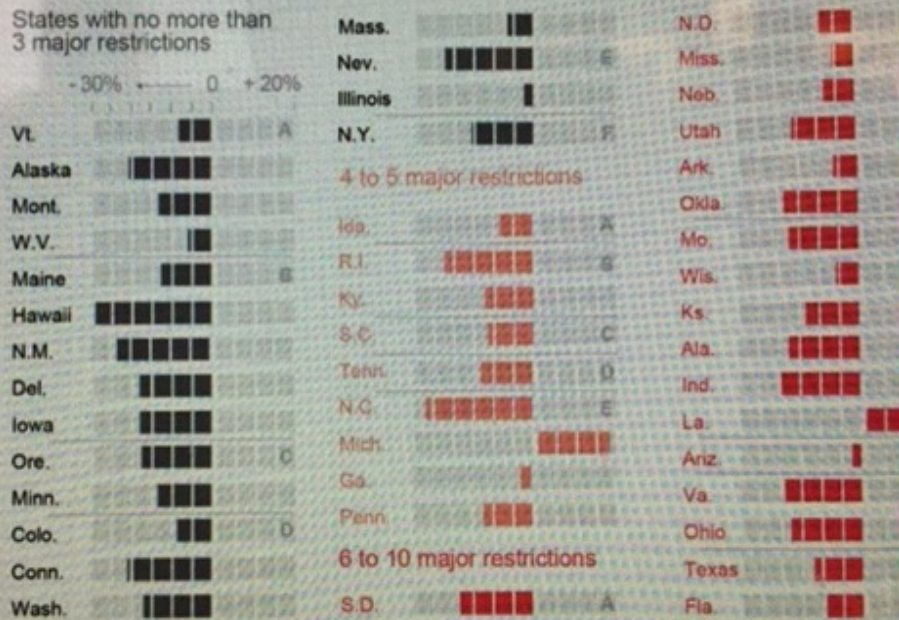 States with no more than
3 major restrictions
-30% ← 0 +20%
Vt. A
Alaska
Mont.
W.V.
Maine B
Hawaii
N.M.
Del.
Iowa
Ore. C
Minn.
Colo. D
Conn.
Wash.
Mass.
Nev. E
Illinois
N.Y. F
4 to 5 major restrictions
Ida. A
R.I. B
Ky.
S.C. C
Tenn. D
N.C. E
Mich.
Ga.
Penn.
6 to 10 major restrictions
S.D. A
N.D.
Miss.
Neb.
Utah
Ark.
Okla.
Mo.
Wis.
Ks.
Ala.
Ind.
La.
Ariz.
Va.
Ohio
Texas
Fla.